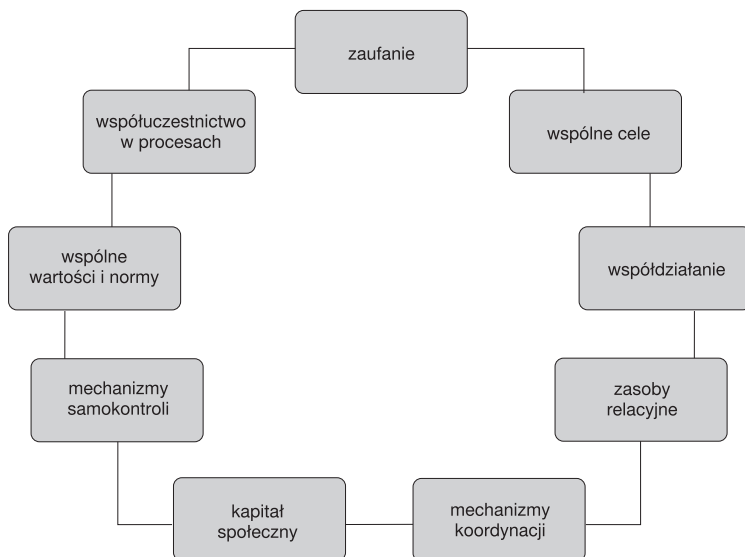 zaufanie
współuczestnictwo
w procesach
wspólne cele
wspólne
wartości i normy
współdziałanie
mechanizmy
samokontroli
zasoby
relacyjne
kapitał
społeczny
mechanizmy
koordynacji